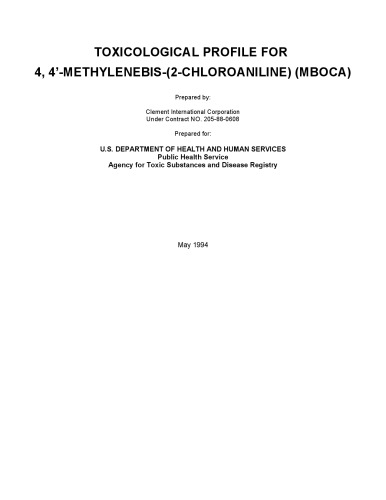 TOXICOLOGICAL PROFILE FOR
4, 4’-METHYLENEBIS-(2-CHLOROANILINE) (MBOCA)
Prepared by:
Clement International Corporation
Under Contract NO. 205-88-0608
Prepared for:
U.S. DEPARTMENT OF HEALTH AND HUMAN SERVICES
Public Health Service
Agency for Toxic Substances and Disease Registry
May 1994